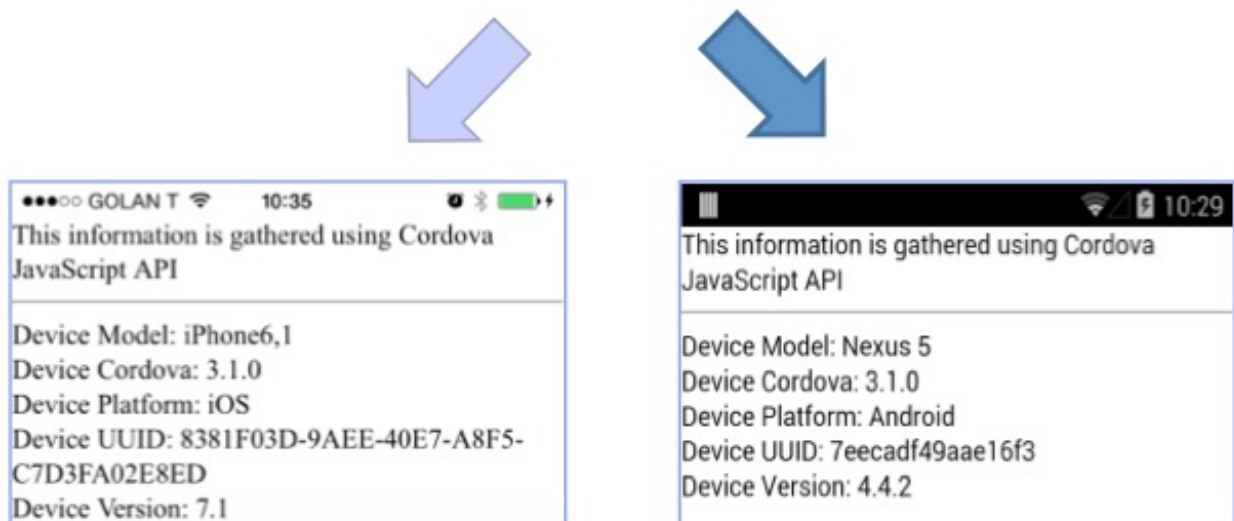 GOLAN T 10:35
This information is gathered using Cordova
JavaScript API
Device Model: iPhone6,1
Device Cordova: 3.1.0
Device Platform: iOS
Device UUID: 8381F03D-9AEE-40E7-A8F5-
C7D3FA02E8ED
Device Version: 7.1
10:29
This information is gathered using Cordova
JavaScript API
Device Model: Nexus 5
Device Cordova: 3.1.0
Device Platform: Android
Device UUID: 7eecadf49aae16f3
Device Version: 4.4.2